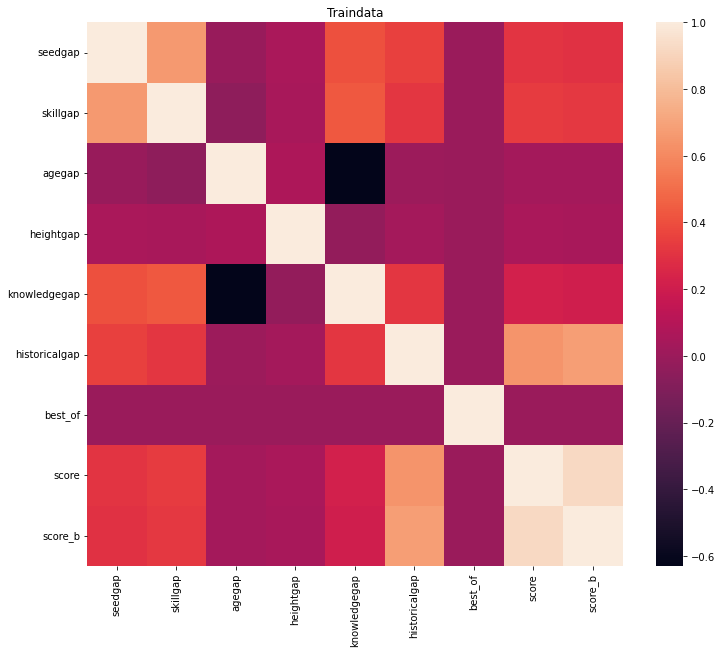 Traindata
seedgap
skillgap
agegap
heightgap
knowledgegap
historicalgap
best_of
score
score_b
seedgap
skillgap
agegap
heightgap
knowledgegap
historicalgap
best_of
score
score_b
1.0
0.8
0.6
0.4
0.2
0.0
−0.2
−0.4
−0.6